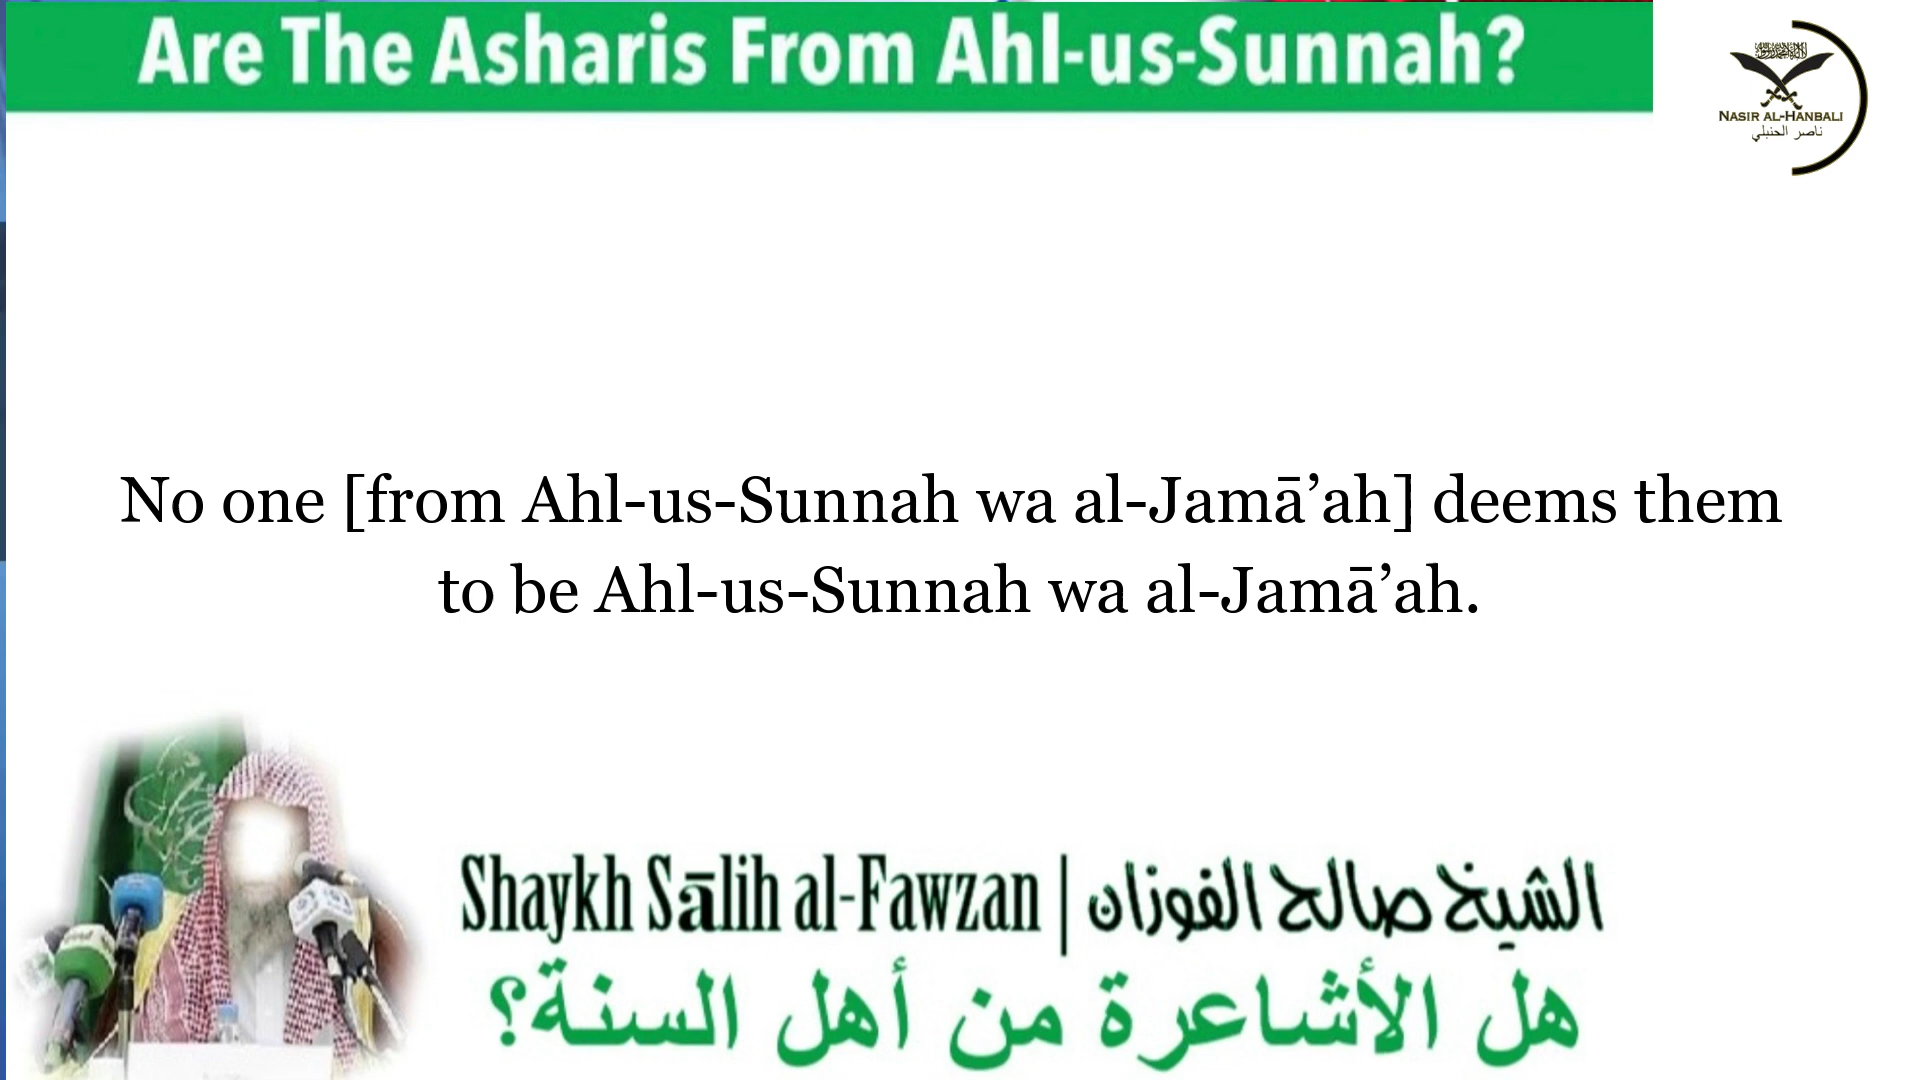 Are The Asharis From Ahl-us-Sunnah?
NASIR AL-HANBALI
ناصر الحنبلي
No one [from Ahl-us-Sunnah wa al-Jamā’ah] deems them
to be Ahl-us-Sunnah wa al-Jamā’ah.
Shaykh Sālih al-Fawzan | الشيخ صالح الفوزان
هل الأشاعرة من أهل السنة؟